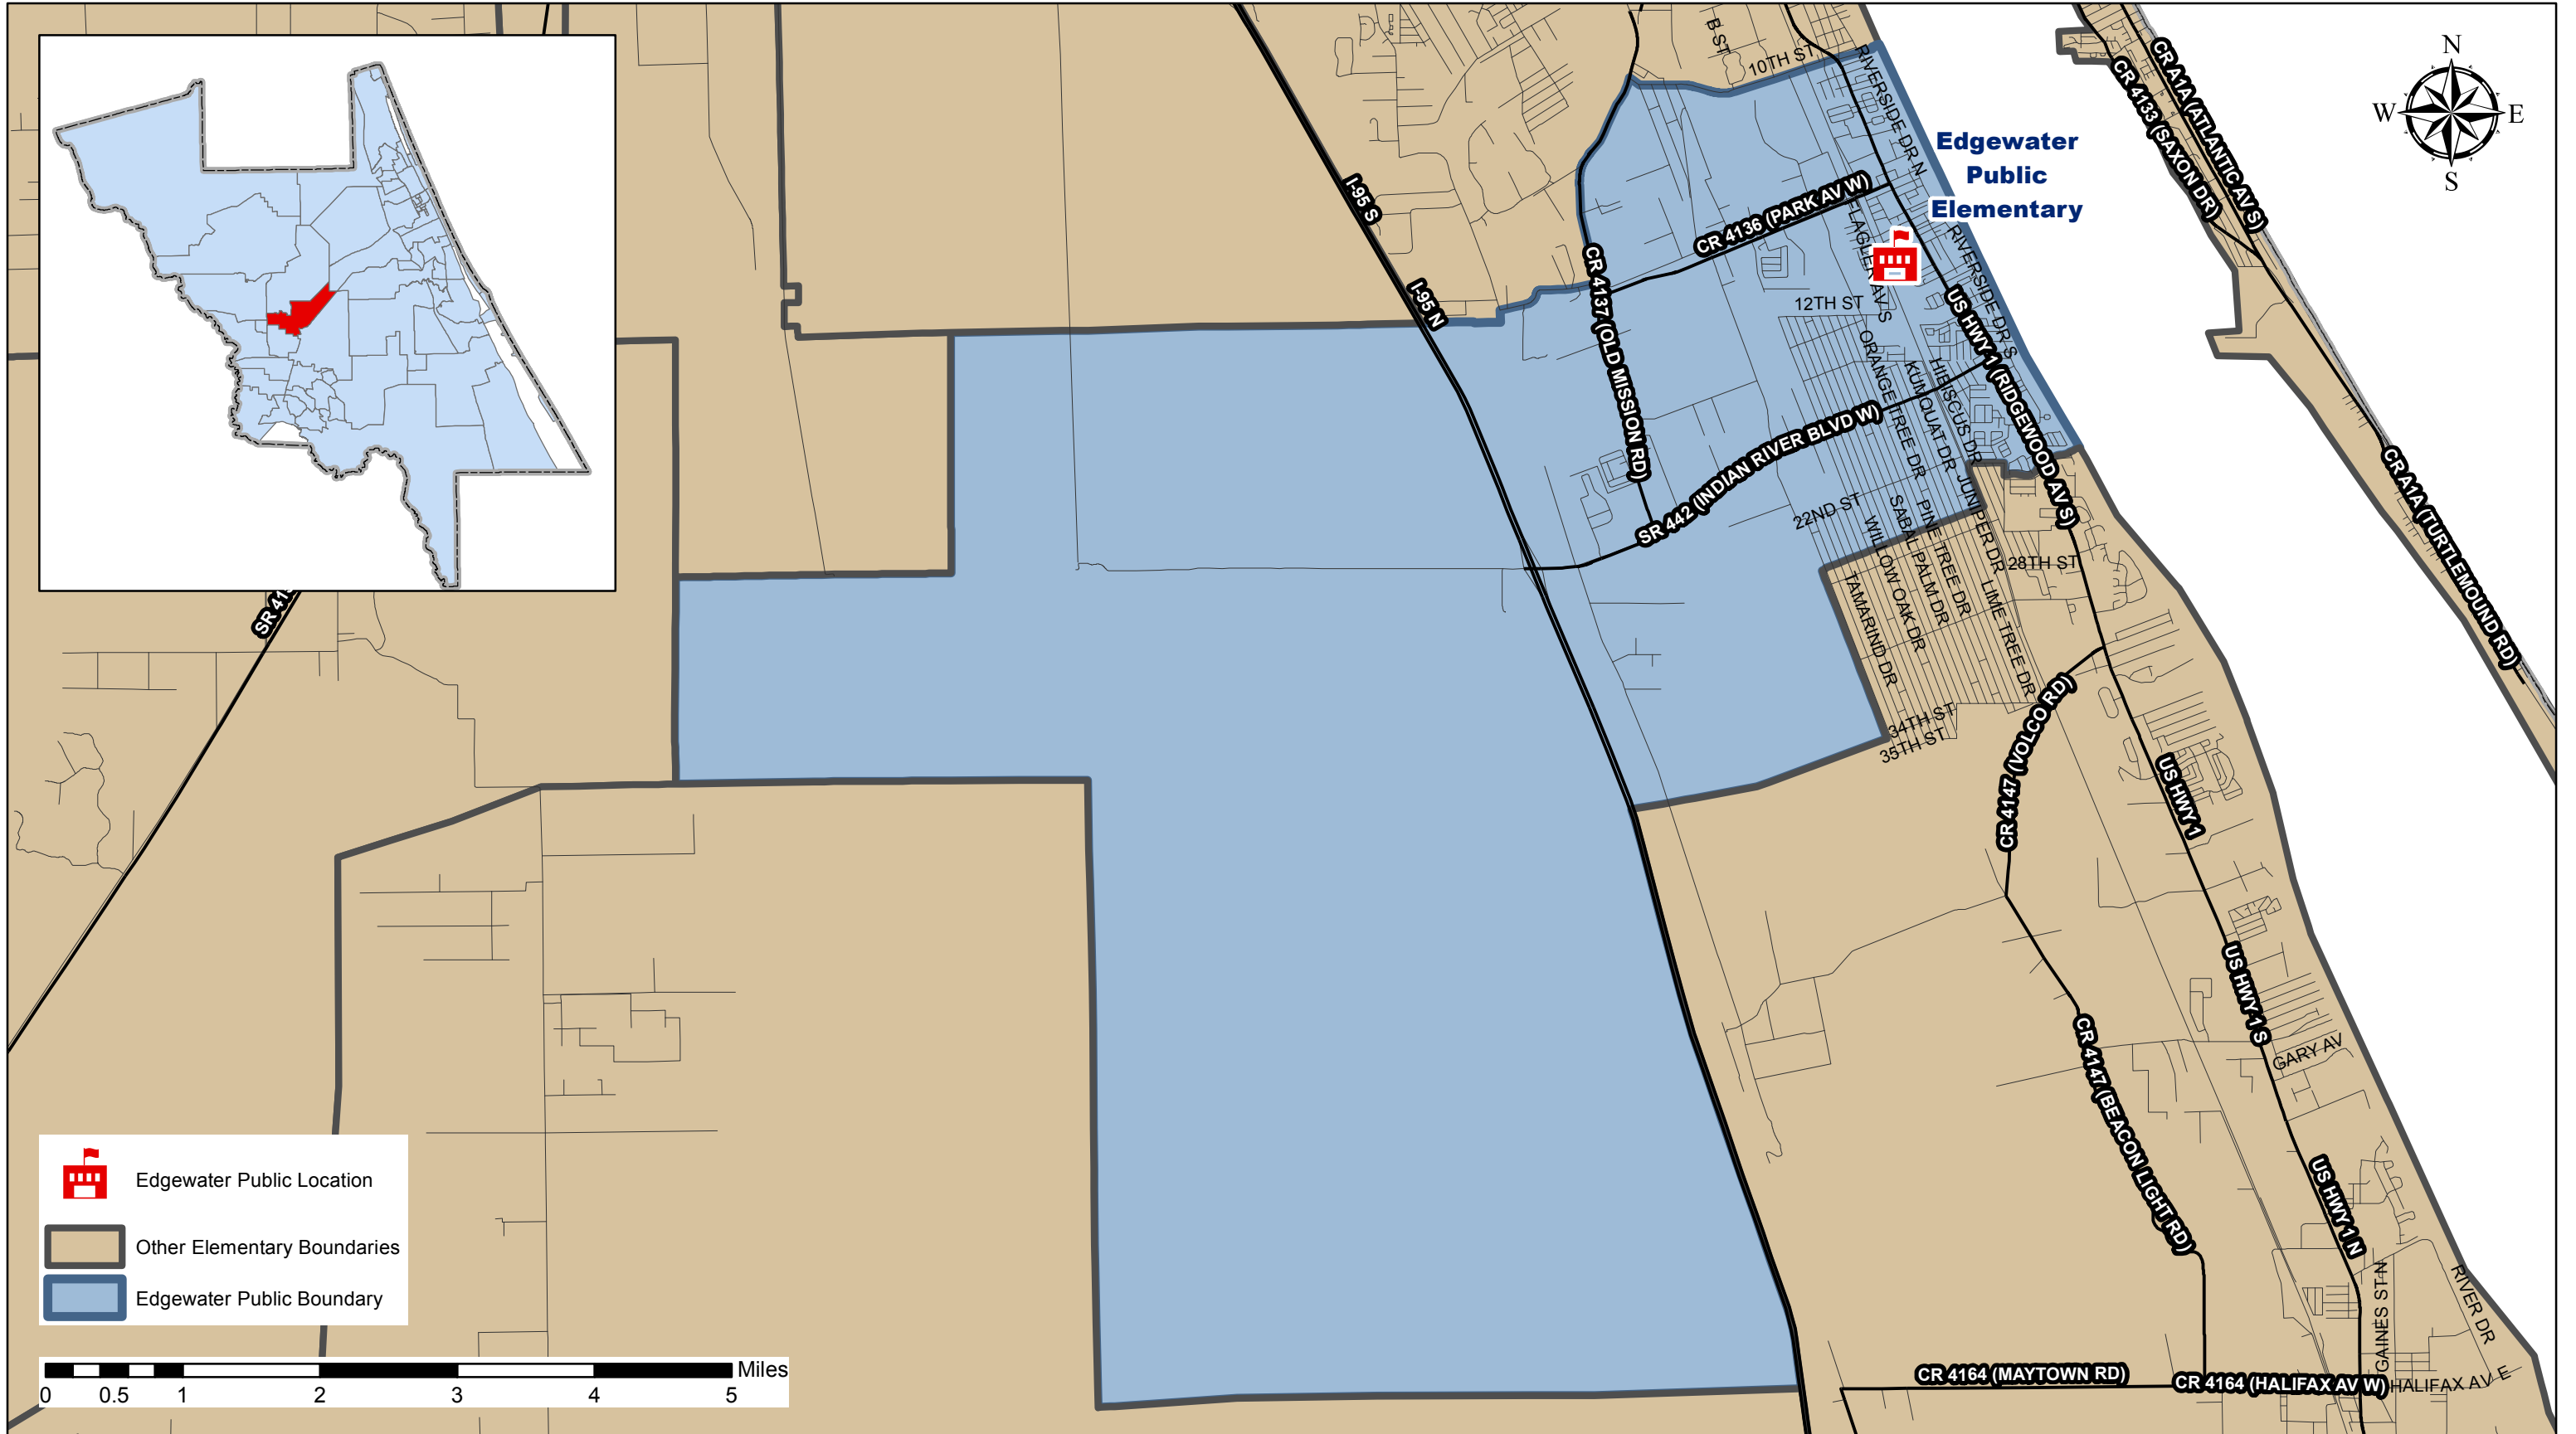 B ST
10TH ST
RIVERSIDE DR N
CR A1A (ATLANTIC AV S)
CR 4133 (SAXON DR)
N
W
E
S
Edgewater
Public
Elementary
I-95 S
CR 4136 (PARK AV W)
FLAGLER AV S
RIVERSIDE DR S
I-95 N
CR 4137 (OLD MISSION RD)
12TH ST
US HWY 1 (RIDGEWOOD AV S)
ORANGE TREE DR
KUMQUAT DR
HIBISCUS DR
SR 442 (INDIAN RIVER BLVD W)
CR A1A (TURTLEMOUND RD)
22ND ST
JUNIPER DR
PINE TREE DR
SABAL PALM DR
WILLOW OAK DR
28TH ST
TAMARIND DR
LIME TREE DR
SR 415
34TH ST
35TH ST
CR 4147 (VOLCO RD)
US HWY 1
US HWY 1 S
GARY AV
CR 4147 (BEACON LIGHT RD)
US HWY 1 N
GAINES ST N
RIVER DR
Edgewater Public Location
Other Elementary Boundaries
Edgewater Public Boundary
Miles
0 0.5 1 2 3 4 5
CR 4164 (MAYTOWN RD)
CR 4164 (HALIFAX AV W)
HALIFAX AV E